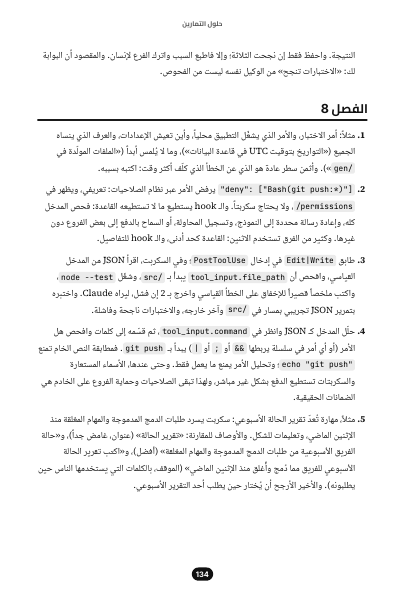 حلول التمارين
النتيجة. واحفظ فقط إن نجحت الثلاثة؛ وإلا فاطبع السبب واترك الفرع لإنسان. والمقصود أن البوابة
لك: «الاختبارات تنجح» من الوكيل نفسه ليست من الفحوص.
الفصل 8
1. مثلاً: أمر الاختبار، والأمر الذي يشغّل التطبيق محلياً، وأين تعيش الإعدادات، والعرف الذي ينساه
الجميع («التواريخ بتوقيت UTC في قاعدة البيانات»)، وما لا يُلمس أبداً («الملفات المولّدة في
gen/»). وأثمن سطر عادة هو الذي عن الخطأ الذي كلّف أكثر وقت: اكتبه بسببه.
2. "deny": ["Bash(git push:*)"] يرفض الأمر عبر نظام الصلاحيات: تعريفي، ويظهر في
/permissions، ولا يحتاج سكربتاً. والـ hook يستطيع ما لا تستطيعه القاعدة: فحص المدخل
كله، وإعادة رسالة محددة إلى النموذج، وتسجيل المحاولة، أو السماح بالدفع إلى بعض الفروع دون
غيرها. وكثير من الفرق تستخدم الاثنين: القاعدة كحد أدنى، والـ hook للتفاصيل.
3. طابق Edit|Write في إدخال PostToolUse؛ وفي السكربت، اقرأ JSON من المدخل
القياسي، وافحص أن tool_input.file_path يبدأ بـ src/، وشغّل node --test،
واكتب ملخصاً قصيراً للإخفاق على الخطأ القياسي واخرج بـ 2 إن فشل، ليراه Claude. واختبره
بتمرير JSON تجريبي بمسار في src/ وآخر خارجه، والاختبارات ناجحة وفاشلة.
4. حلّل المدخل كـ JSON وانظر في tool_input.command، ثم قسّمه إلى كلمات وافحص هل
الأمر (أو أي أمر في سلسلة يربطها && أو ; أو |) يبدأ بـ git push. فمطابقة النص الخام تمنع
echo "git push"؛ وتحليل الأمر يمنع ما يعمل فقط. وحتى عندها، الأسماء المستعارة
والسكربتات تستطيع الدفع بشكل غير مباشر، ولهذا تبقى الصلاحيات وحماية الفروع على الخادم هي
الضمانات الحقيقية.
5. مثلاً، مهارة تُعدّ تقرير الحالة الأسبوعي: سكربت يسرد طلبات الدمج المدموجة والمهام المغلقة منذ
الإثنين الماضي، وتعليمات للشكل. والأوصاف للمقارنة: «تقرير الحالة» (عنوان، غامض جداً)، و«حالة
الفريق الأسبوعية من طلبات الدمج المدموجة والمهام المغلقة» (أفضل)، و«اكتب تقرير الحالة
الأسبوعي للفريق مما دُمج وأُغلق منذ الإثنين الماضي» (الموقف، بالكلمات التي يستخدمها الناس حين
يطلبونه). والأخير الأرجح أن يُختار حين يطلب أحد التقرير الأسبوعي.
134